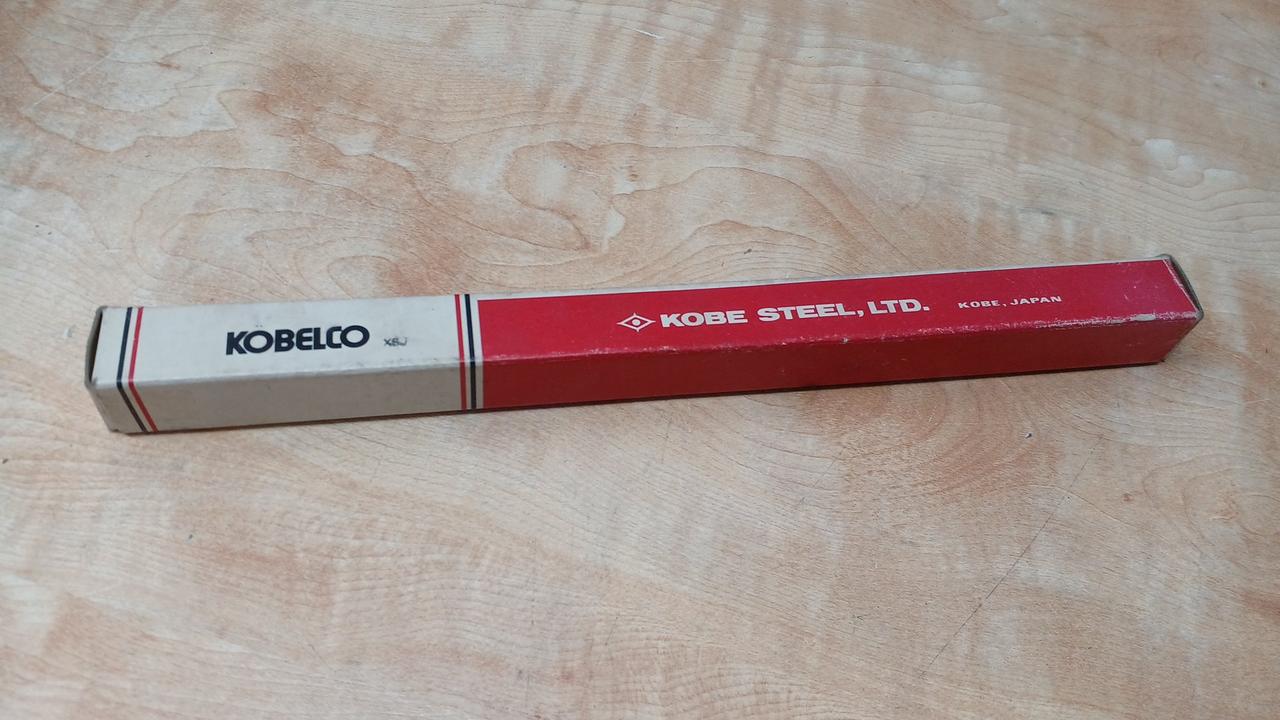 KOBELCO
KOBE STEEL, LTD. KOBE, JAPAN